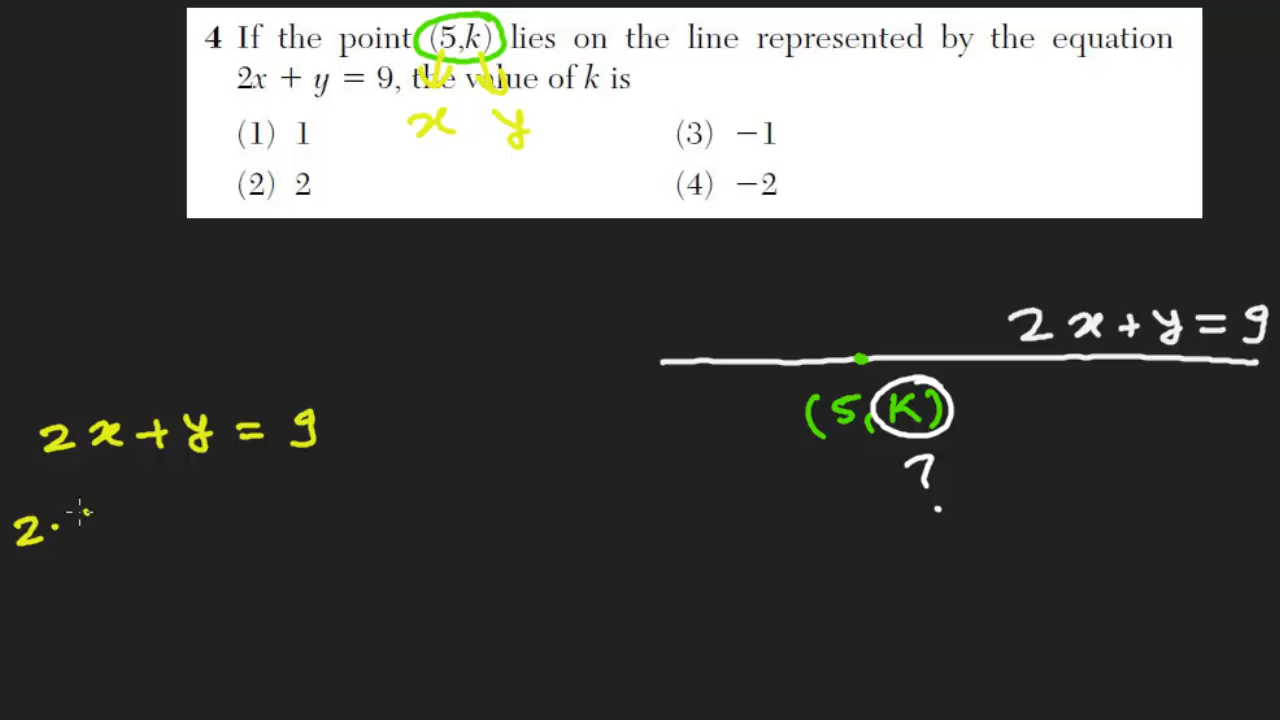 4 If the point (5,k) lies on the line represented by the equation
2x + y = 9, the value of k is
x y
(1) 1
(3) −1
(2) 2
(4) −2
2x+y=9
(5,K)
2x+y=9
?
2.